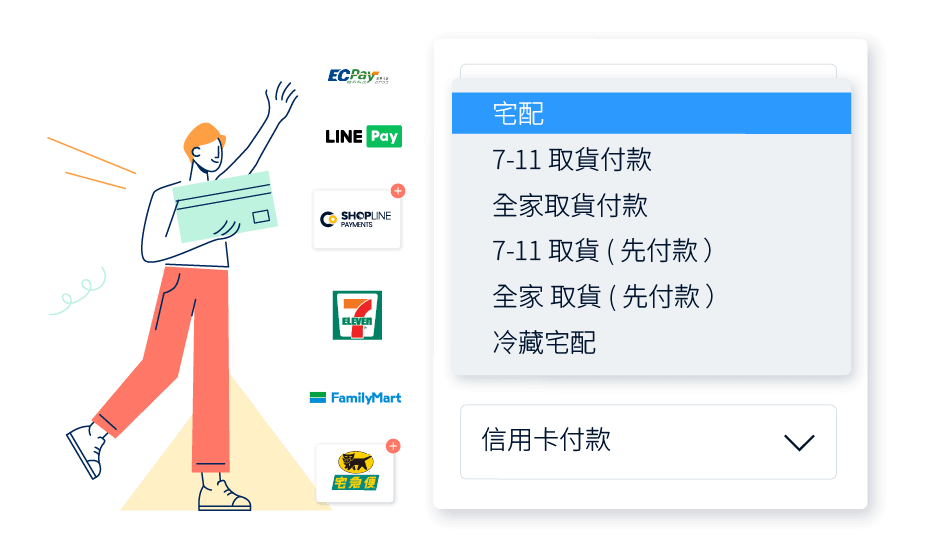 ECPay
LINE Pay
SHOPLINE
PAYMENTS
7
ELEVEN
FamilyMart
宅急便
宅配
7-11 取貨付款
全家取貨付款
7-11 取貨 ( 先付款 )
全家 取貨 ( 先付款 )
冷藏宅配
信用卡付款